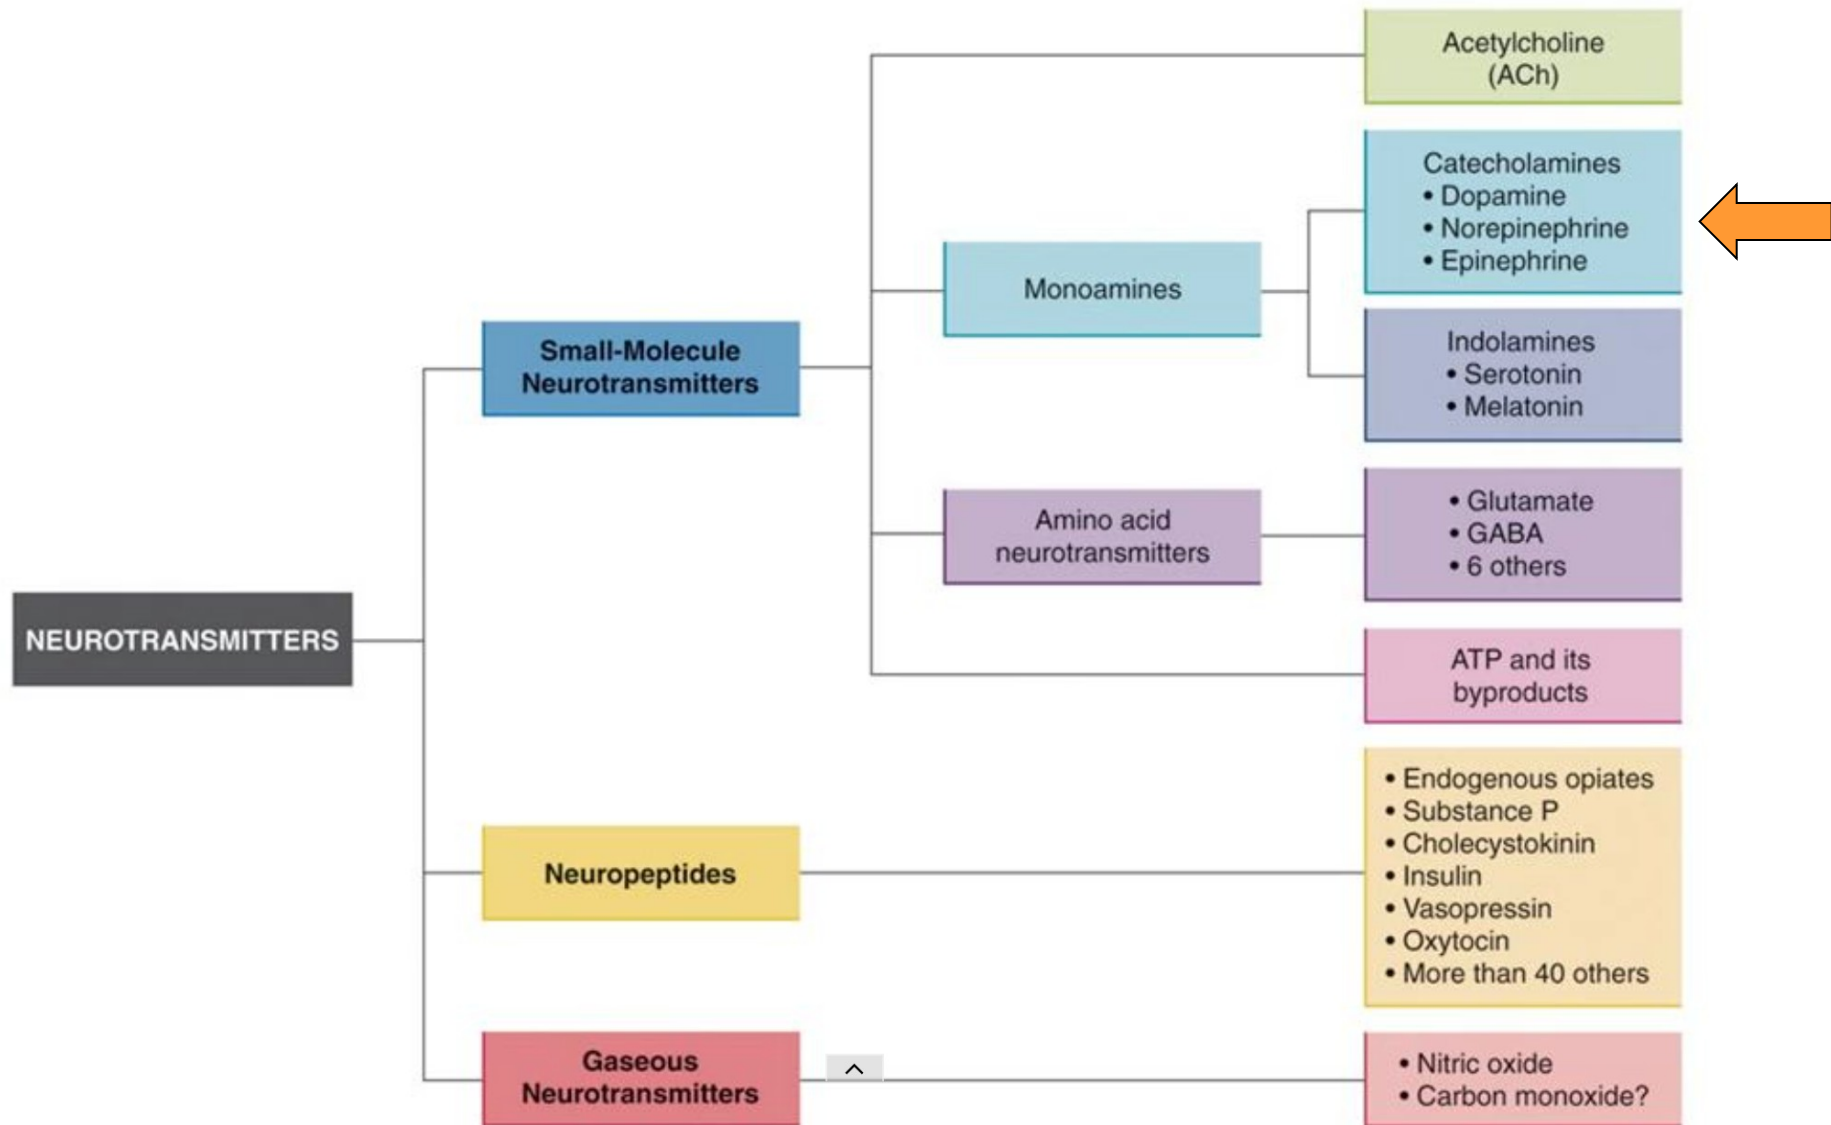 Acetylcholine
(ACh)
Catecholamines
• Dopamine
• Norepinephrine
• Epinephrine
Monoamines
Small-Molecule
Neurotransmitters
Indolamines
• Serotonin
• Melatonin
Amino acid
neurotransmitters
• Glutamate
• GABA
• 6 others
NEUROTRANSMITTERS
ATP and its
byproducts
Neuropeptides
• Endogenous opiates
• Substance P
• Cholecystokinin
• Insulin
• Vasopressin
• Oxytocin
• More than 40 others
Gaseous
Neurotransmitters
• Nitric oxide
• Carbon monoxide?